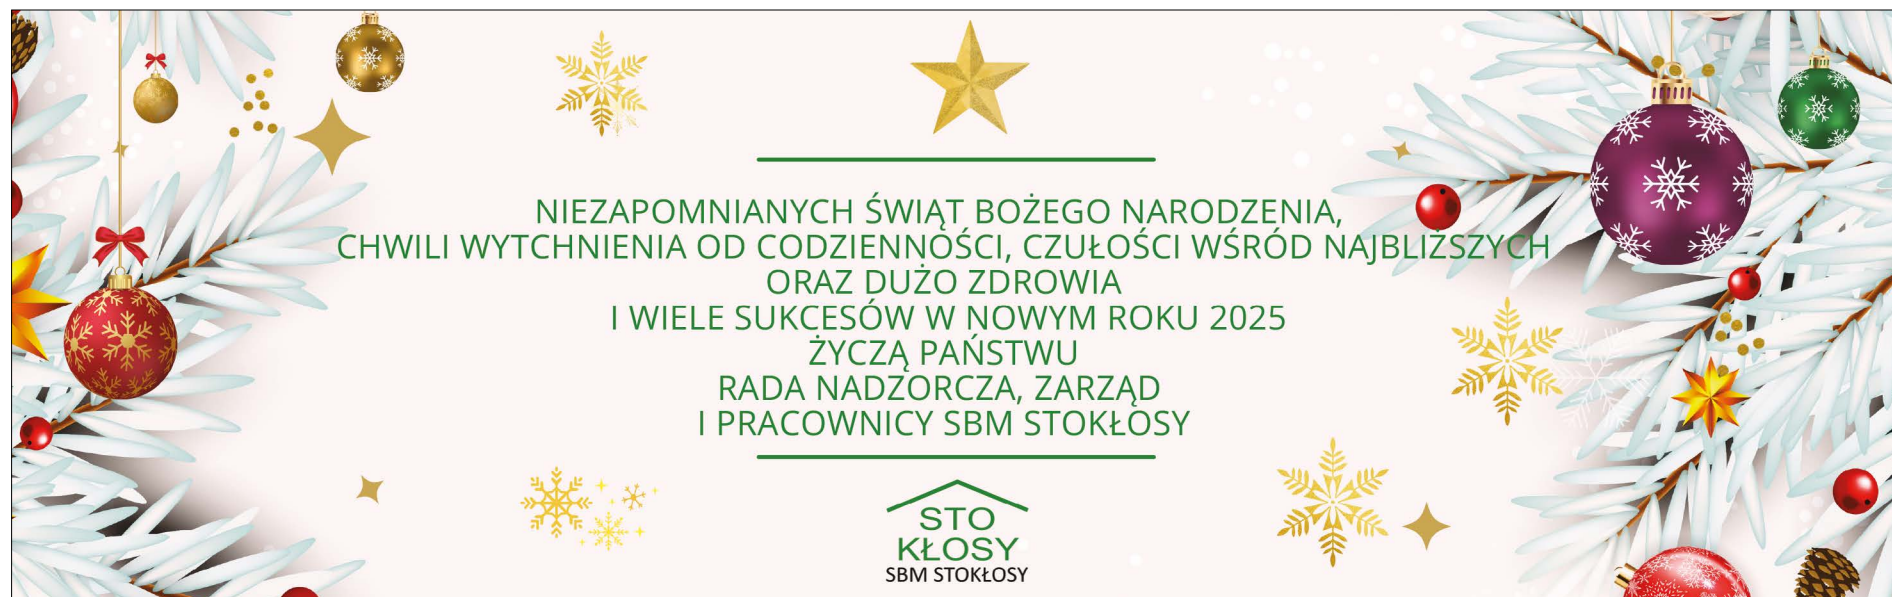 NIEZAPOMNIANYCH ŚWIĄT BOŻEGO NARODZENIA,
CHWILI WYTCHNIENIA OD CODZIENNOŚCI, CZUŁOŚCI WŚRÓD NAJBLIŻSZYCH
ORAZ DUŻO ZDROWIA
I WIELE SUKCESÓW W NOWYM ROKU 2025
ŻYCZĄ PAŃSTWU
RADA NADZORCZA, ZARZĄD
I PRACOWNICY SBM STOKŁOSY
STO
KŁOSY
SBM STOKŁOSY